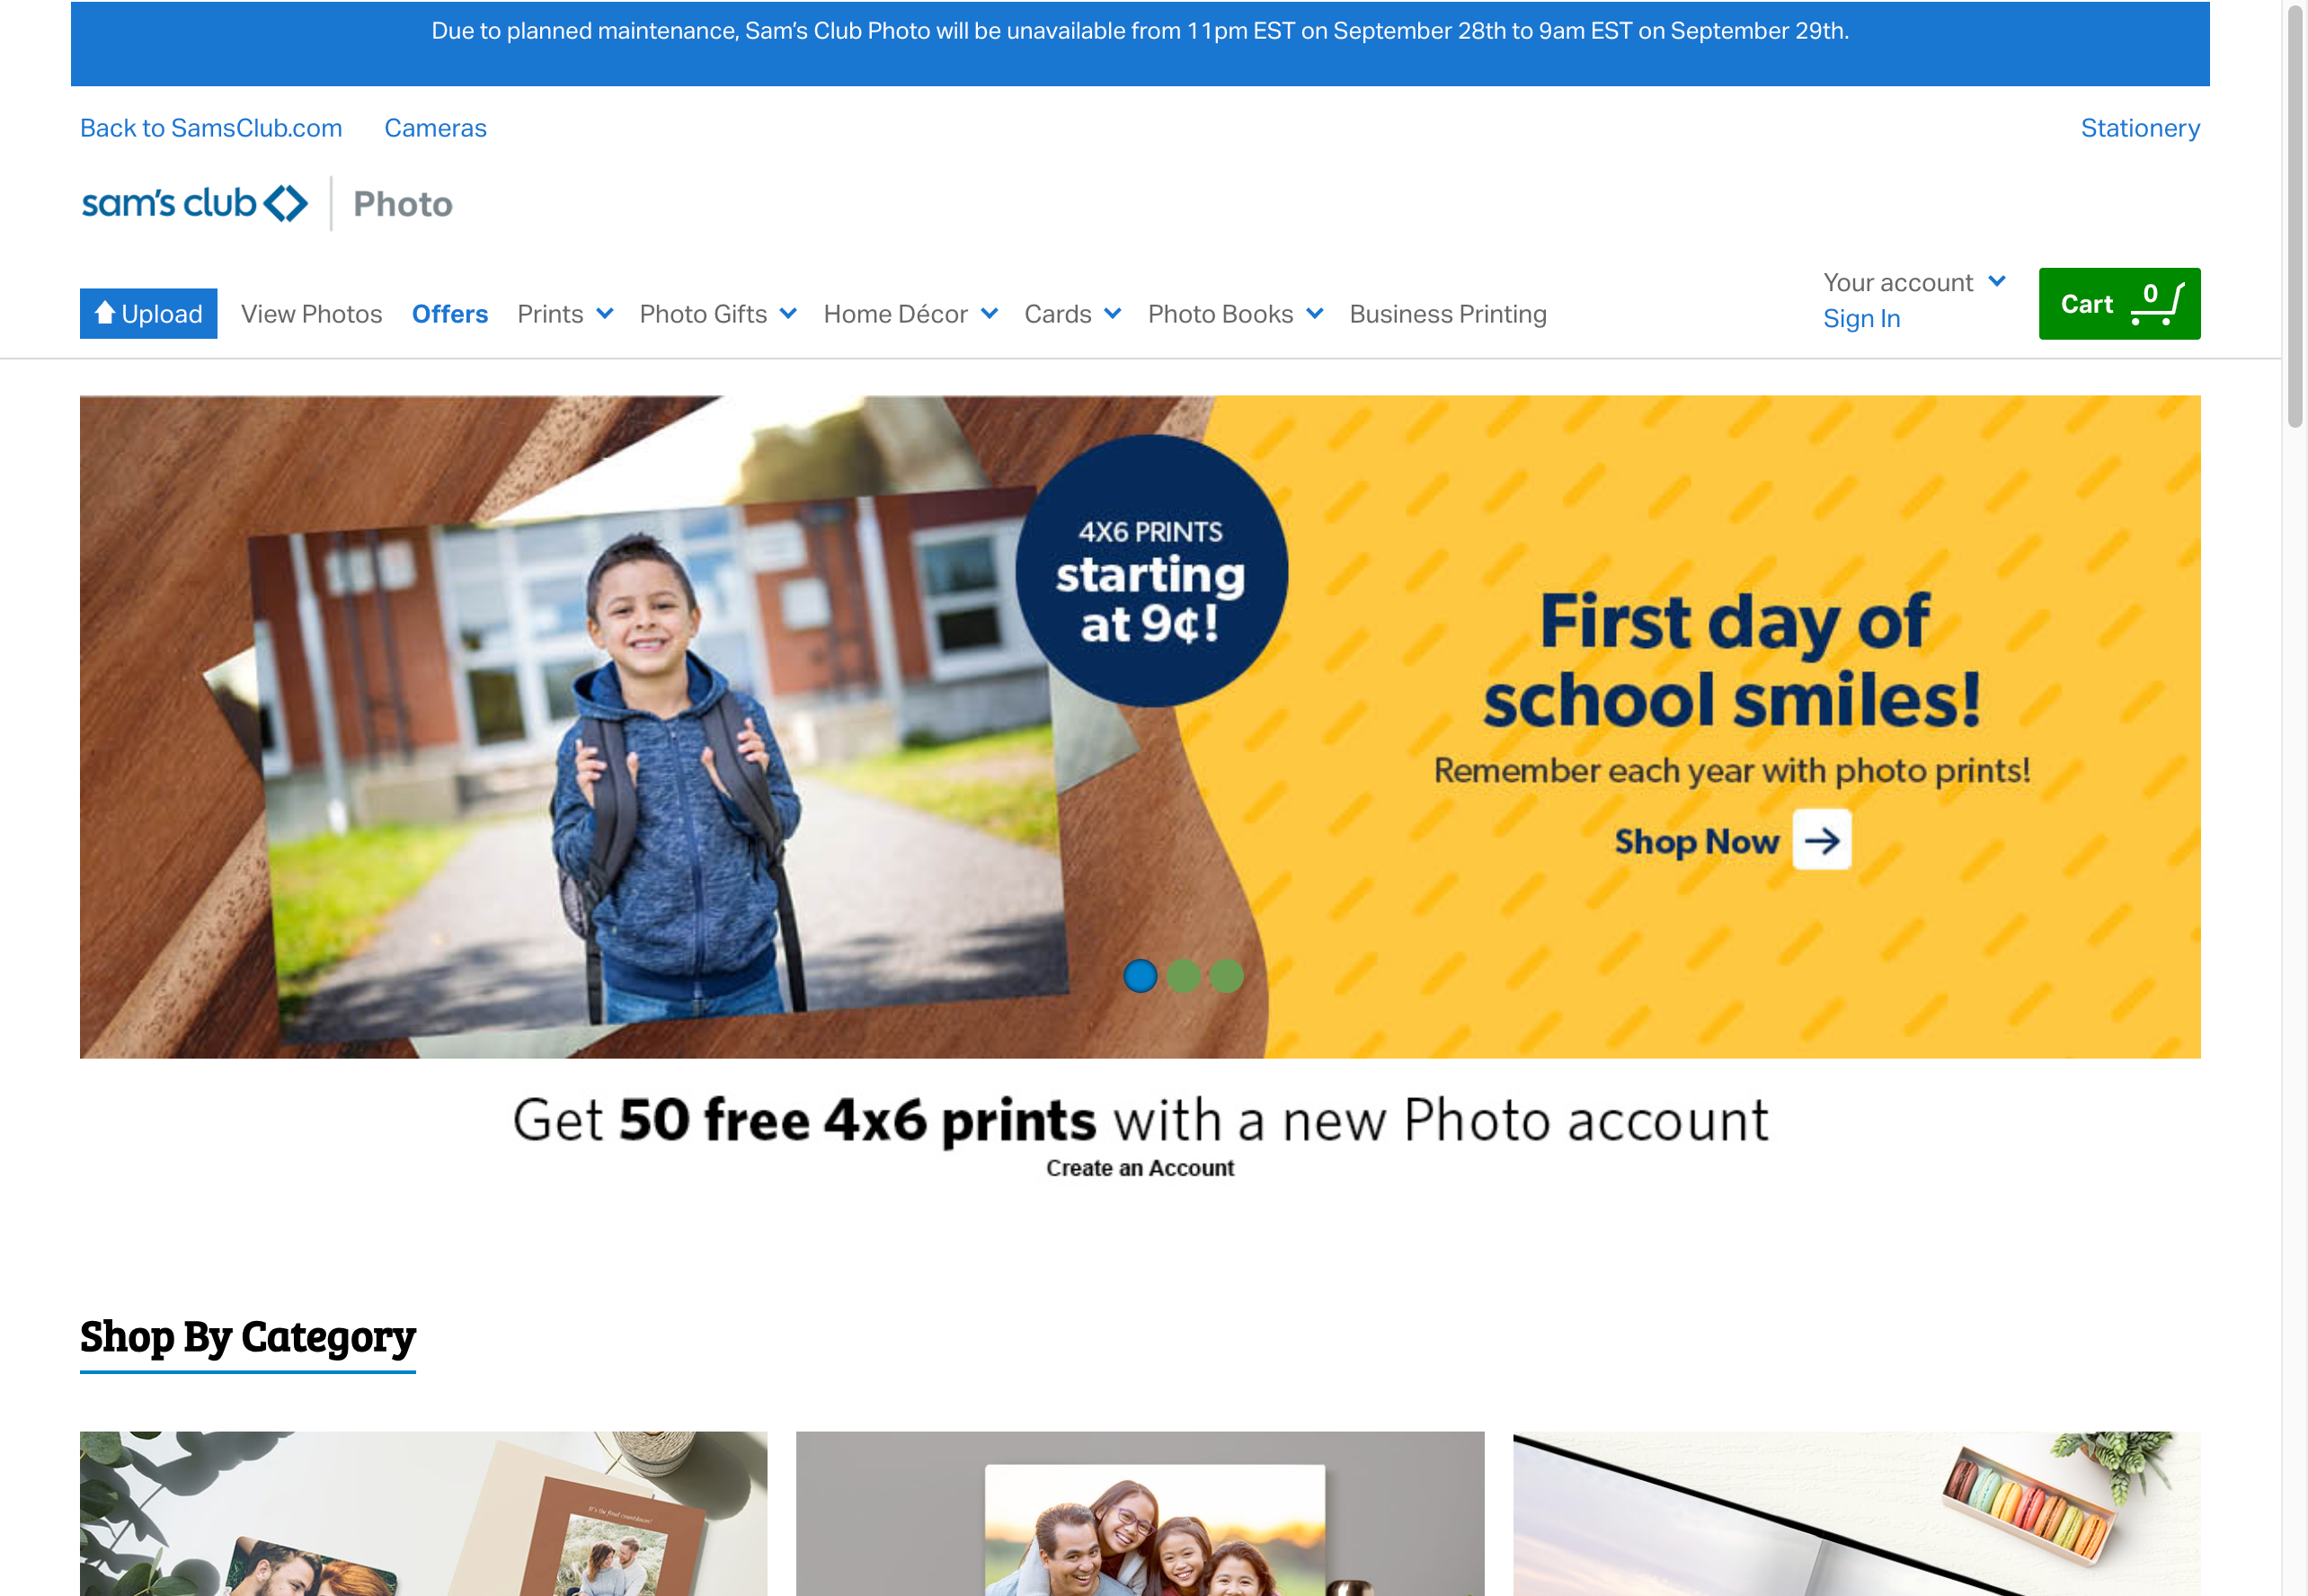 Due to planned maintenance, Sam's Club Photo will be unavailable from 11pm EST on September 28th to 9am EST on September 29th.
Back to SamsClub.com Cameras Stationery
sam's club Photo
Your account
Upload View Photos Offers Prints Photo Gifts Home Décor Cards Photo Books Business Printing
Sign In
Cart 0
4X6 PRINTS
starting
at 9¢!
First day of
school smiles!
Remember each year with photo prints!
Shop Now
Get 50 free 4x6 prints with a new Photo account
Create an Account
Shop By Category
It's the final countdown!